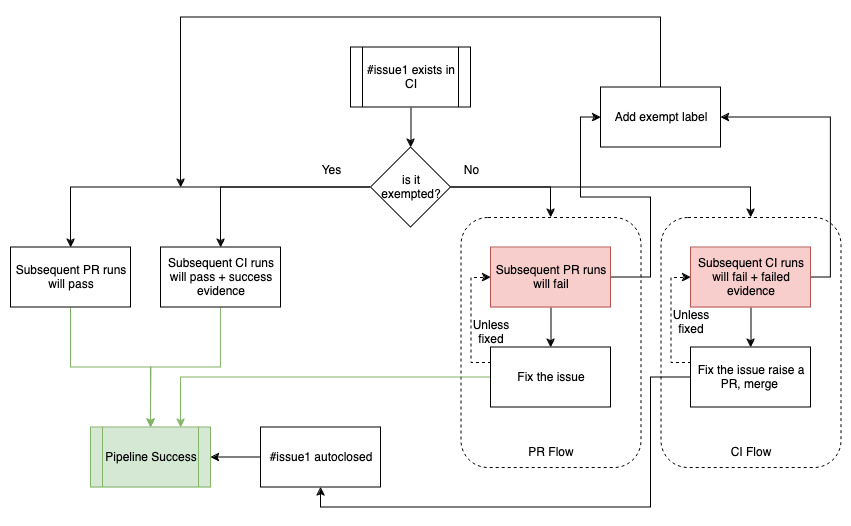 #issue1 exists in
CI
Add exempt label
Yes
No
is it
exempted?
Subsequent PR runs
will pass
Subsequent CI runs
will pass + success
evidence
Subsequent PR runs
will fail
Subsequent CI runs
will fail + failed
evidence
Unless
fixed
Unless
fixed
Fix the issue
Fix the issue raise a
PR, merge
Pipeline Success
#issue1 autoclosed
PR Flow
CI Flow